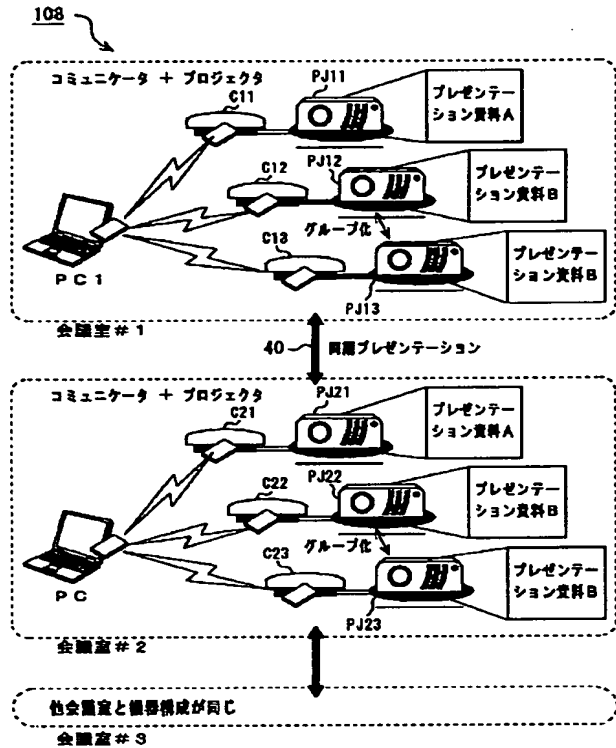 108
コミュニケータ + プロジェクタ
C11
PJ11
プレゼンテー
ション資料A
C12
PJ12
プレゼンテー
ション資料B
グループ化
C13
PJ13
プレゼンテー
ション資料B
PC1
会議室#1
40
同期プレゼンテーション
コミュニケータ + プロジェクタ
C21
PJ21
プレゼンテー
ション資料A
C22
PJ22
プレゼンテー
ション資料B
グループ化
C23
PJ23
プレゼンテー
ション資料B
PC
会議室#2
他会議室と機器構成が同じ
会議室#3